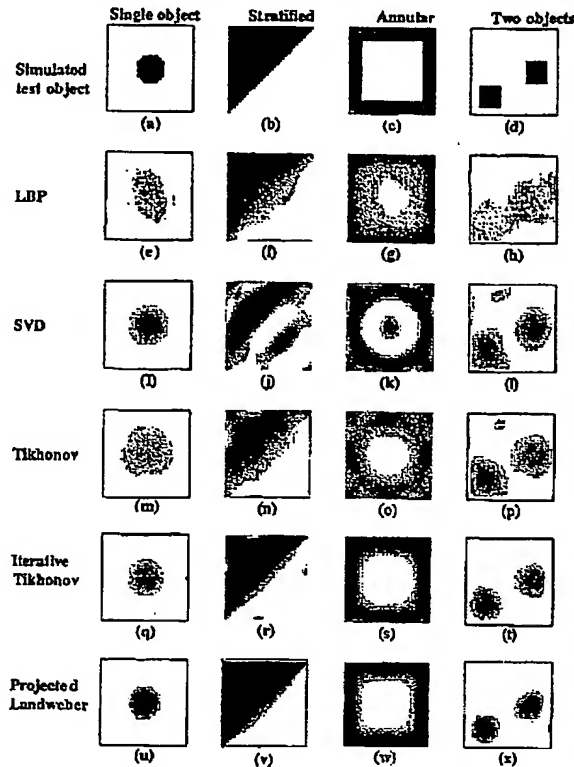 Single object Stratified Annular Two objects
Simulated
test object
(a) (b) (c) (d)
LBP
(e) (f) (g) (h)
SVD
(i) (j) (k) (l)
Tikhonov
(m) (n) (o) (p)
Iterative
Tikhonov
(q) (r) (s) (t)
Projected
Landweber
(u) (v) (w) (x)